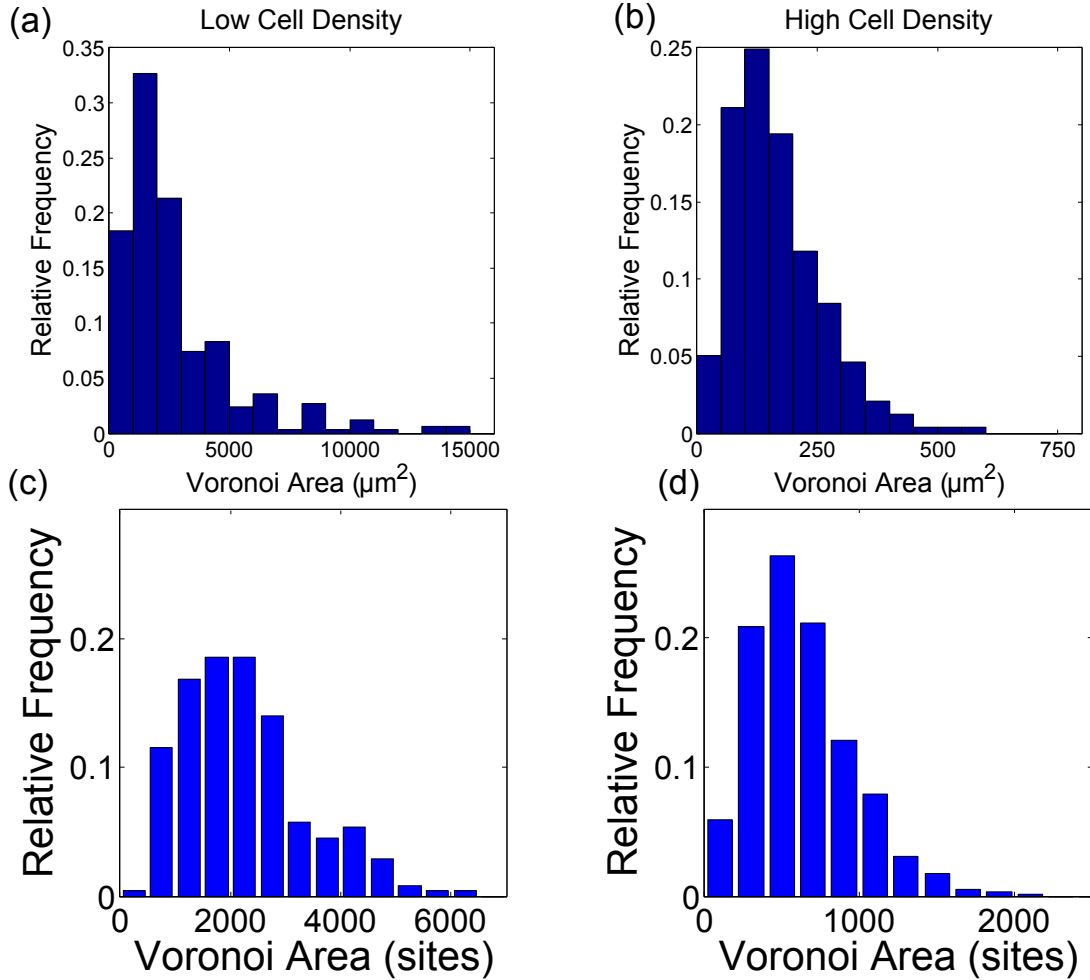 (a)
Low Cell Density
0.35
0.3
0.25
0.2
0.15
0.1
0.05
0
Relative Frequency
0
5000
10000
15000
Voronoi Area (µm²)
(b)
High Cell Density
0.25
0.2
0.15
0.1
0.05
0
Relative Frequency
0
250
500
750
Voronoi Area (µm²)
(c)
0.2
0.1
0
Relative Frequency
0
2000
4000
6000
Voronoi Area (sites)
(d)
0.2
0.1
0
Relative Frequency
0
1000
2000
Voronoi Area (sites)